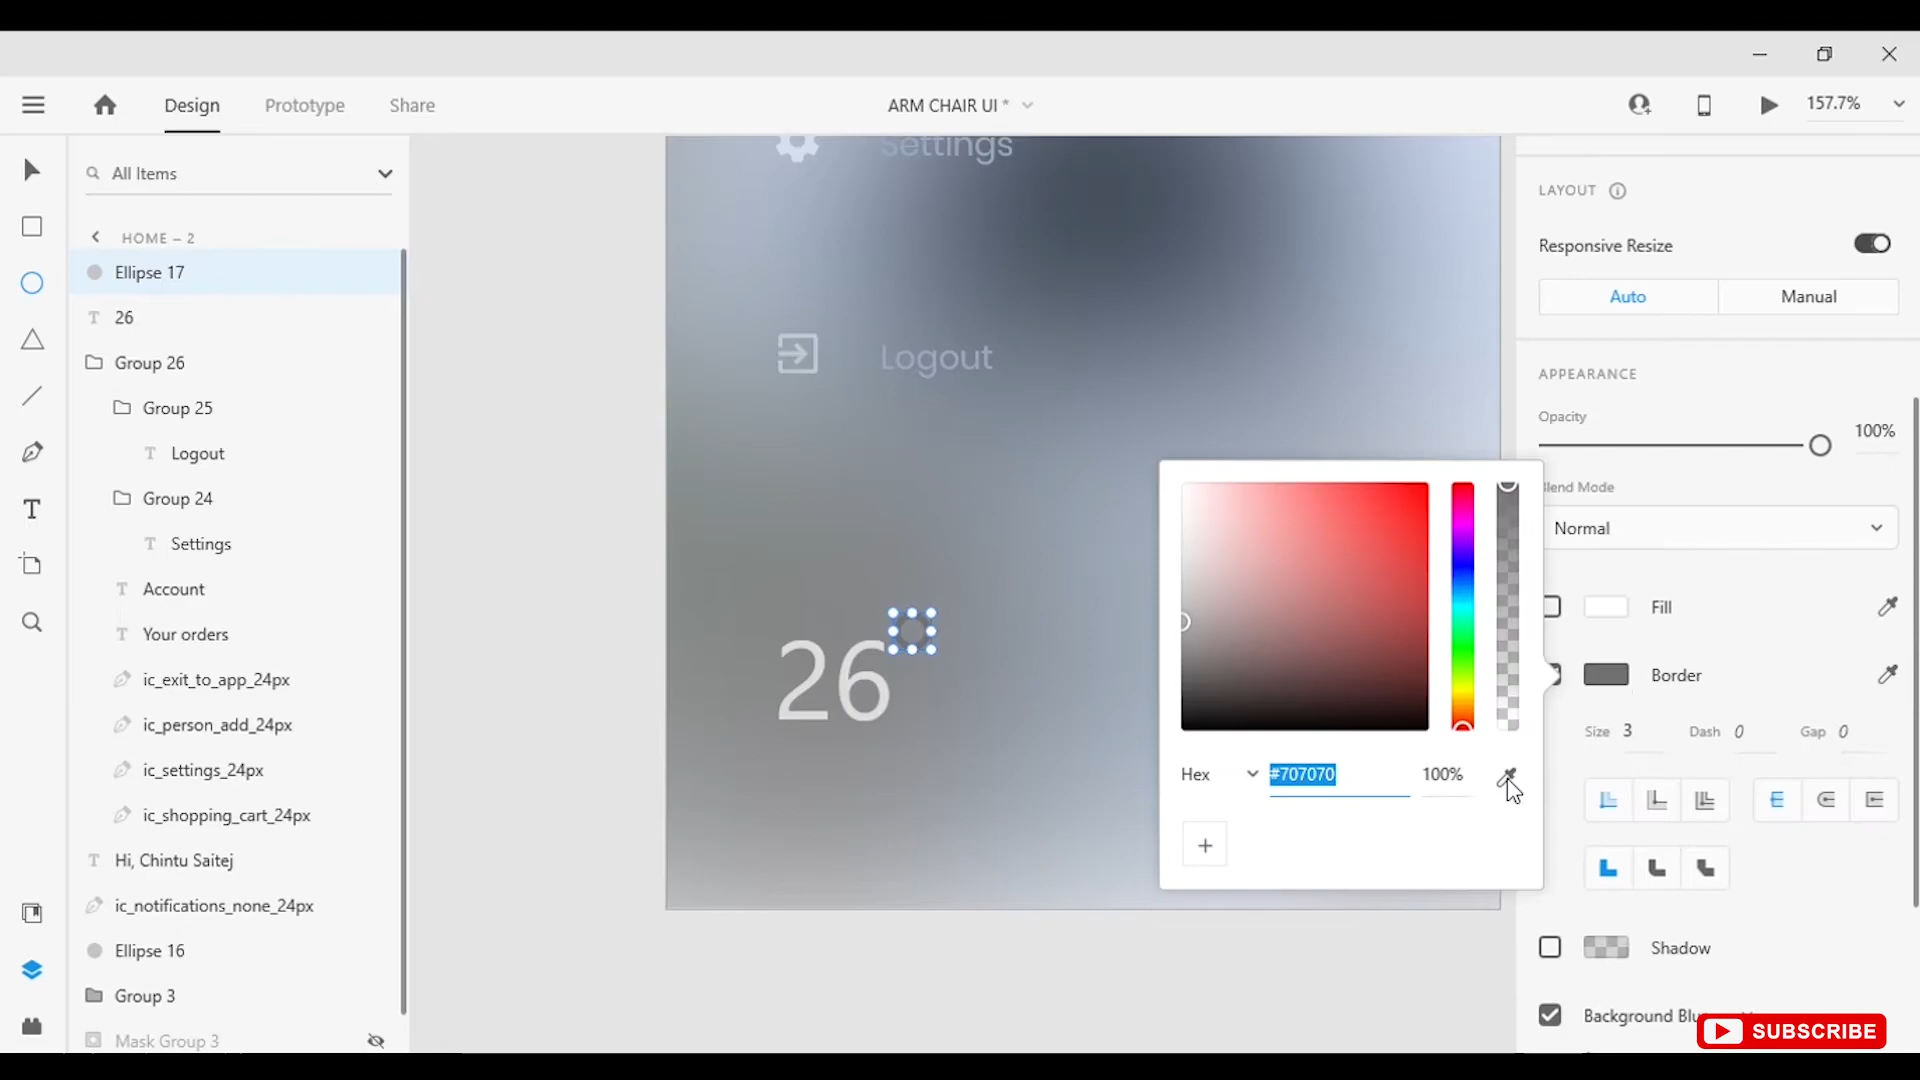 Design
Prototype
Share
ARM CHAIR UI *
157.7%
All Items
HOME – 2
Ellipse 17
26
Group 26
Group 25
Logout
Group 24
Settings
Account
Your orders
ic_exit_to_app_24px
ic_person_add_24px
ic_settings_24px
ic_shopping_cart_24px
Hi, Chintu Saitej
ic_notifications_none_24px
Ellipse 16
Group 3
Mask Group 3
Settings
Logout
26
Hex
#707070
100%
LAYOUT
Responsive Resize
Auto
Manual
APPEARANCE
Opacity
100%
Blend Mode
Normal
Fill
Border
Size 3
Dash 0
Gap 0
Shadow
Background
SUBSCRIBE